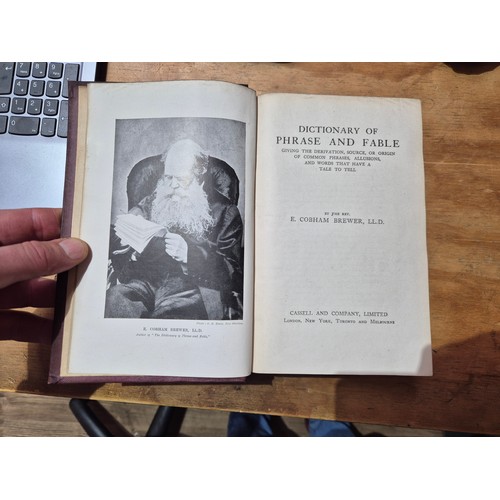 E. COBHAM BREWER, LL.D.
Author of "The Dictionary of Phrase and Fable."
DICTIONARY OF
PHRASE AND FABLE
GIVING THE DERIVATION, SOURCE, OR ORIGIN
OF COMMON PHRASES, ALLUSIONS,
AND WORDS THAT HAVE A
TALE TO TELL
BY THE REV.
E. COBHAM BREWER, LL.D.
CASSELL AND COMPANY, LIMITED
LONDON, NEW YORK, TORONTO AND MELBOURNE